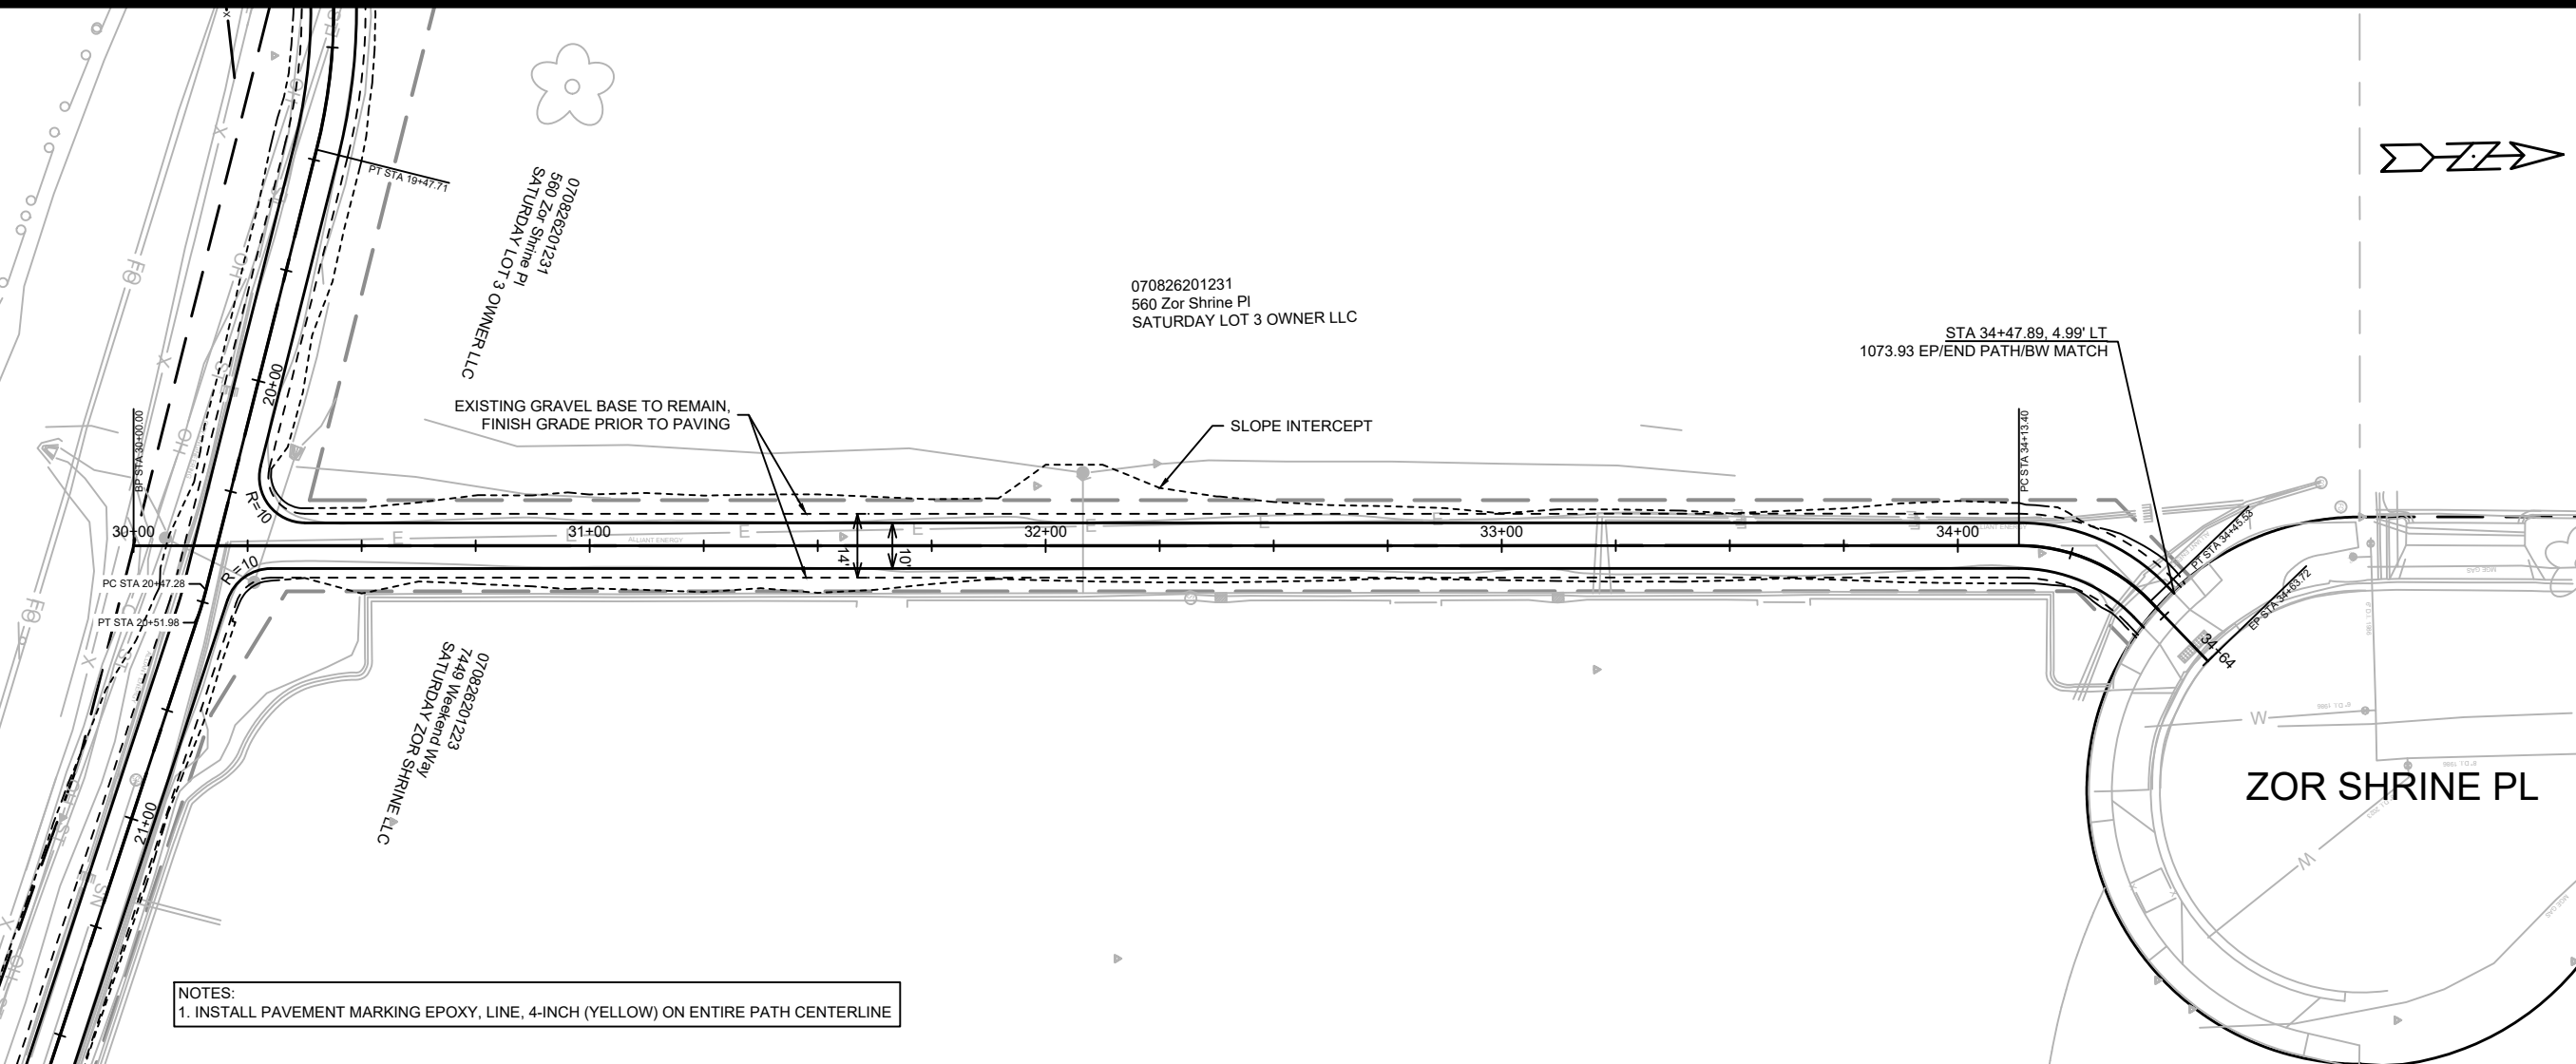 PT STA 19+47.71
070826201231
560 Zor Shrine Pl
SATURDAY LOT 3 OWNER LLC
070826201231
560 Zor Shrine Pl
SATURDAY LOT 3 OWNER LLC
STA 34+47.89, 4.99' LT
1073.93 EP/END PATH/BW MATCH
EXISTING GRAVEL BASE TO REMAIN,
FINISH GRADE PRIOR TO PAVING
SLOPE INTERCEPT
20+00
BP STA 30+00.00
PC STA 34+13.40
R=10
30+00
31+00
32+00
33+00
34+00
ALLIANT ENERGY
14'
10'
PT STA 34+45.53
R=10
PC STA 20+47.28
PT STA 20+51.98
EP STA 34+63.72
34+64
MGE GAS
070826201223
7449 Weekend Way
SATURDAY ZOR SHRINE LLC
21+00
ZOR SHRINE PL
NOTES:
1. INSTALL PAVEMENT MARKING EPOXY, LINE, 4-INCH (YELLOW) ON ENTIRE PATH CENTERLINE